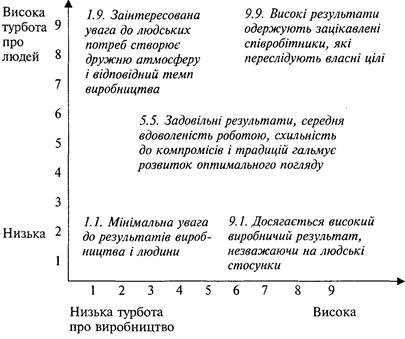 Висока
турбота
про
людей
9
8
7
6
5
4
3
Низька 2
1
1.9. Заінтересована
увага до людських
потреб створює
дружню атмосферу
і відповідний темп
виробництва
9.9. Високі результати
одержують зацікавлені
співробітники, які
переслідують власні цілі
5.5. Задовільні результати, середня
вдоволеність роботою, схильність
до компромісів і традицій гальмує
розвиток оптимального погляду
1.1. Мінімальна увага
до результатів вироб-
ництва і людини
9.1. Досягається високий
виробничий результат,
незважаючи на людські
стосунки
1 2 3 4 5 6 7 8 9
Низька турбота
про виробництво
Висока